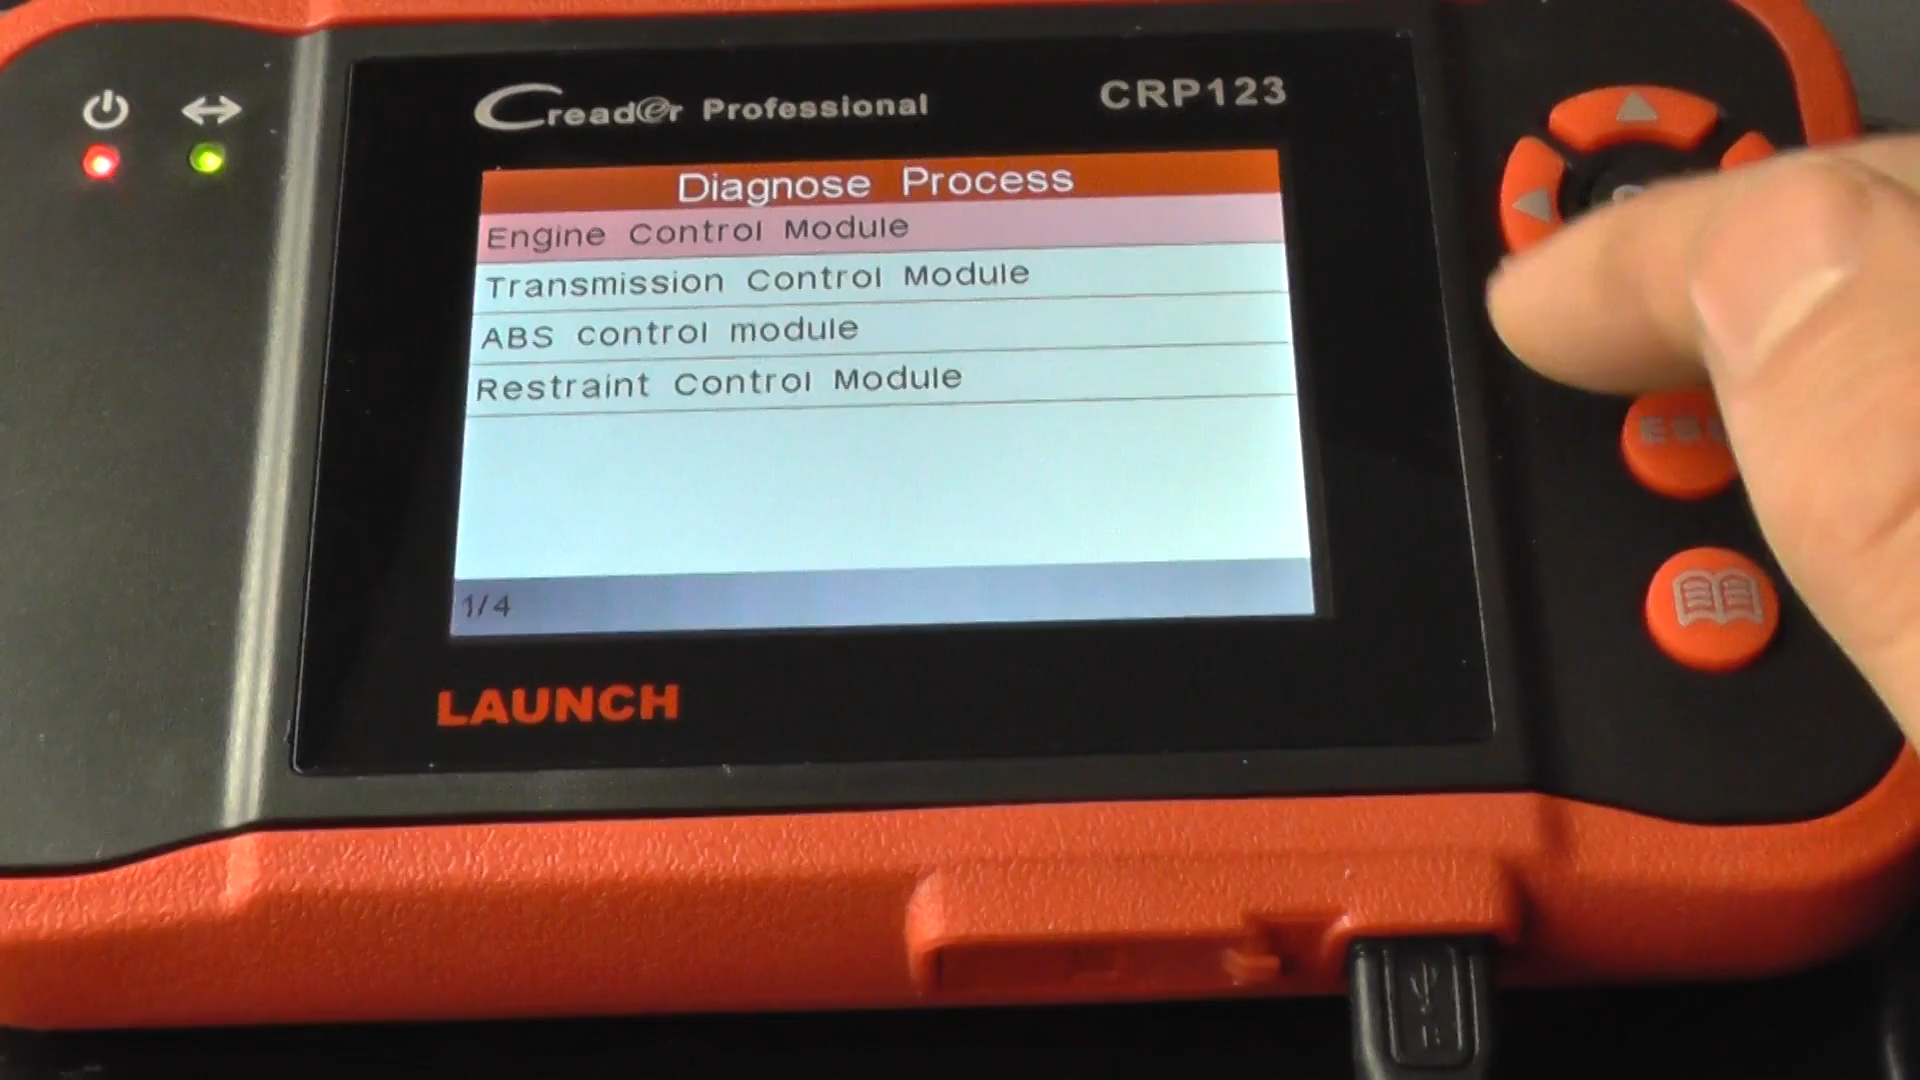 Creader Professional CRP123
Diagnose Process
Engine Control Module
Transmission Control Module
ABS control module
Restraint Control Module
1/4
LAUNCH